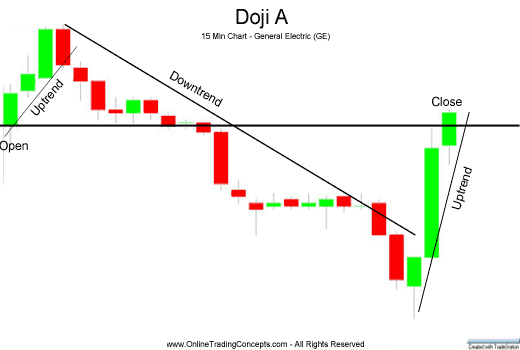 Doji A
15 Min Chart - General Electric (GE)
Uptrend
Downtrend
Close
Open
Uptrend
www.OnlineTradingConcepts.com - All Rights Reserved
Created with TradeStation